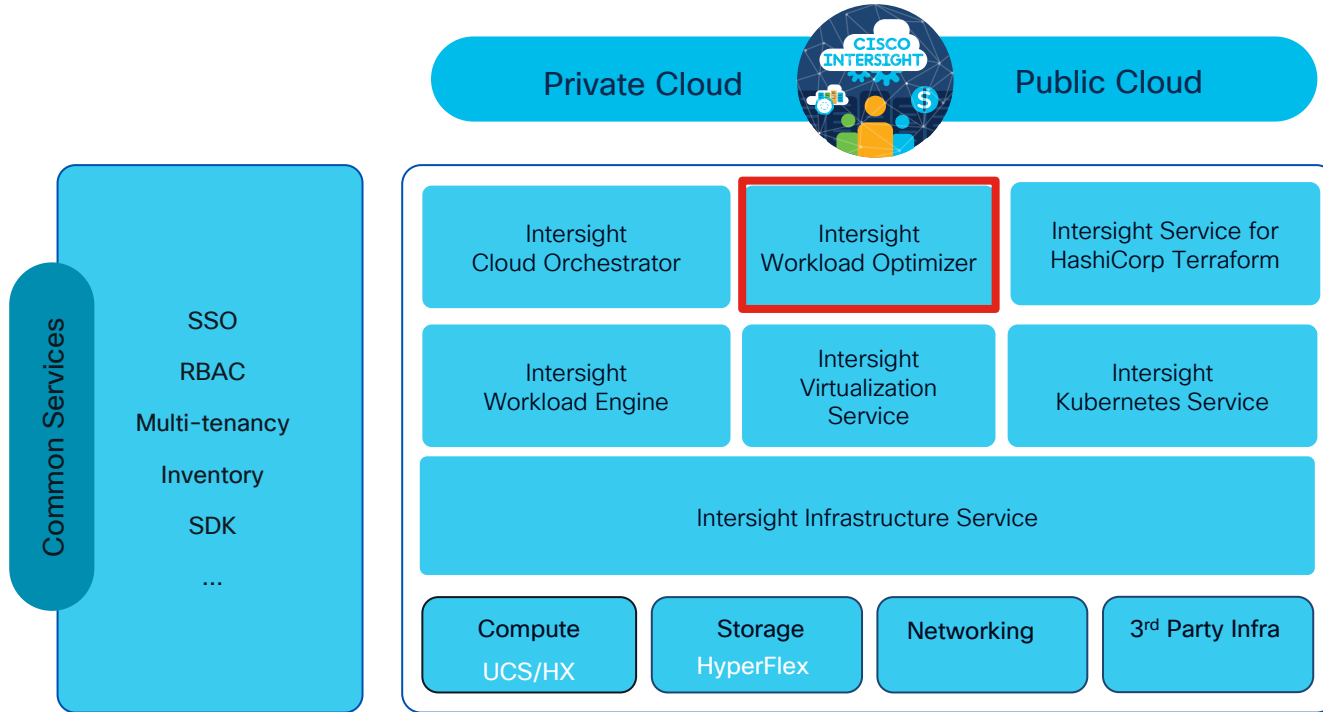 Private Cloud
CISCO
INTERSIGHT
$
Public Cloud
Common Services
SSO
RBAC
Multi-tenancy
Inventory
SDK
...
Intersight
Cloud Orchestrator
Intersight
Workload Optimizer
Intersight Service for
HashiCorp Terraform
Intersight
Workload Engine
Intersight
Virtualization
Service
Intersight
Kubernetes Service
Intersight Infrastructure Service
Compute
UCS/HX
Storage
HyperFlex
Networking
3rd Party Infra